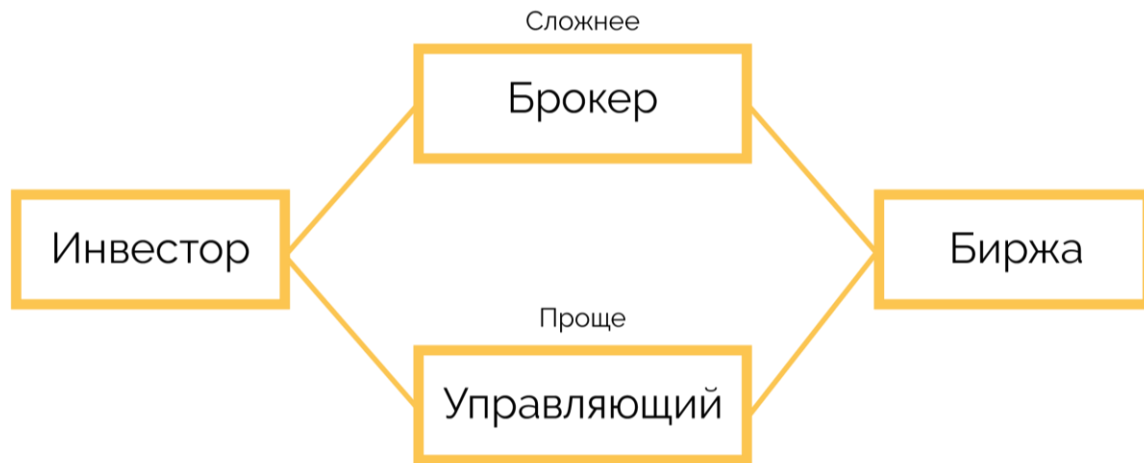 Сложнее
Брокер
Инвестор
Биржа
Проще
Управляющий